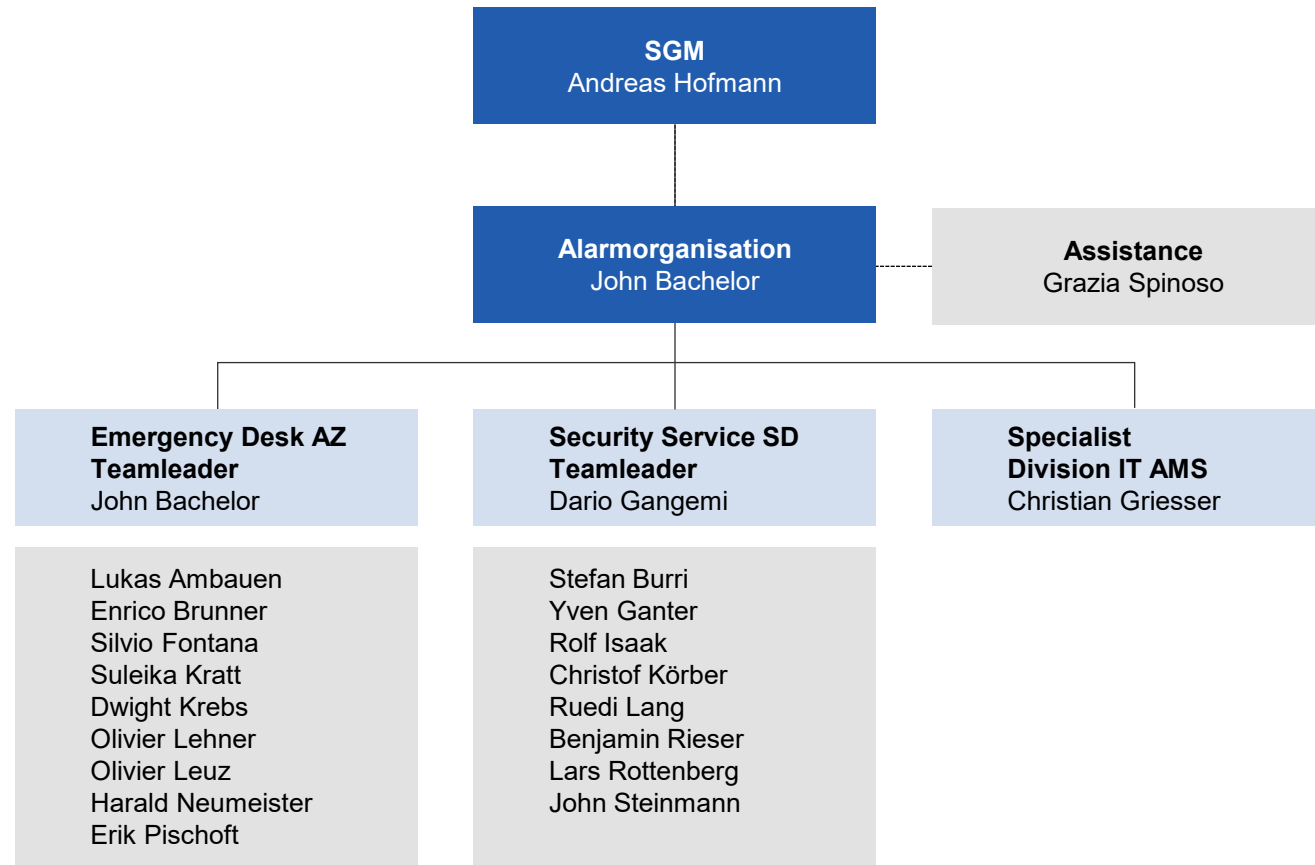 SGM
Andreas Hofmann
Alarmorganisation
John Bachelor
Assistance
Grazia Spinoso
Emergency Desk AZ
Teamleader
John Bachelor
Security Service SD
Teamleader
Dario Gangemi
Specialist
Division IT AMS
Christian Griesser
Lukas Ambauen
Enrico Brunner
Silvio Fontana
Suleika Kratt
Dwight Krebs
Olivier Lehner
Olivier Leuz
Harald Neumeister
Erik Pischoft
Stefan Burri
Yven Ganter
Rolf Isaak
Christof Körber
Ruedi Lang
Benjamin Rieser
Lars Rottenberg
John Steinmann